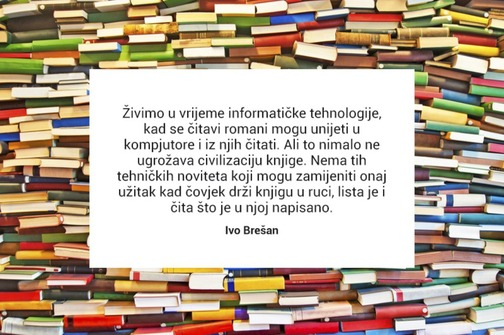 Živimo u vrijeme informatičke tehnologije,
kad se čitavi romani mogu unijeti u
kompjutore i iz njih čitati. Ali to nimalo ne
ugrožava civilizaciju knjige. Nema tih
tehničkih noviteta koji mogu zamijeniti onaj
užitak kad čovjek drži knjigu u ruci, lista je i
čita što je u njoj napisano.
Ivo Brešan